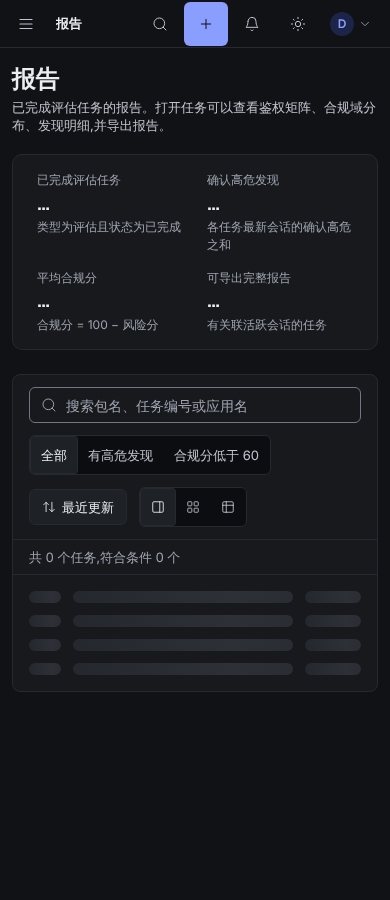 报告
D
报告
已完成评估任务的报告。打开任务可以查看鉴权矩阵、合规域分
布、发现明细,并导出报告。
已完成评估任务
确认高危发现
…
…
类型为评估且状态为已完成
各任务最新会话的确认高危
之和
平均合规分
可导出完整报告
…
…
合规分 = 100 − 风险分
有关联活跃会话的任务
搜索包名、任务编号或应用名
全部
有高危发现
合规分低于 60
最近更新
共 0 个任务,符合条件 0 个